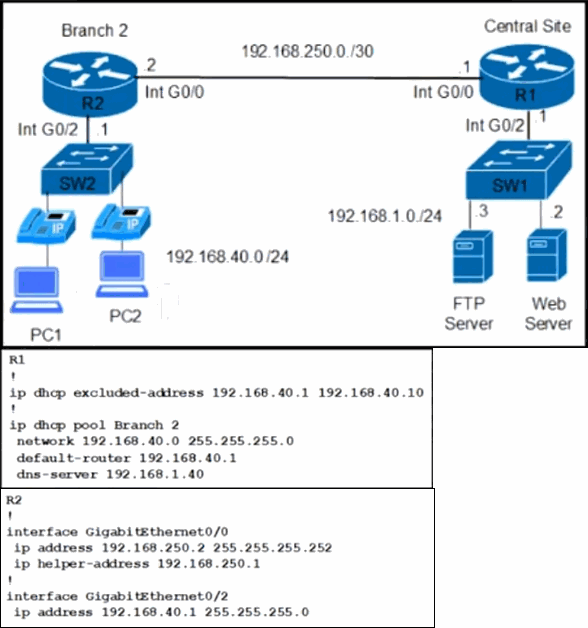 Branch 2
Central Site
192.168.250.0./30
.2
.1
R2
R1
Int G0/0
Int G0/0
Int G0/2
.1
Int G0/2
.1
SW2
SW1
192.168.1.0./24
.3
.2
IP
IP
192.168.40.0./24
PC1
PC2
FTP
Server
Web
Server
R1
!
ip dhcp excluded-address 192.168.40.1 192.168.40.10
!
ip dhcp pool Branch 2
network 192.168.40.0 255.255.255.0
default-router 192.168.40.1
dns-server 192.168.1.40
R2
!
interface GigabitEthernet0/0
ip address 192.168.250.2 255.255.255.252
ip helper-address 192.168.250.1
!
interface GigabitEthernet0/2
ip address 192.168.40.1 255.255.255.0